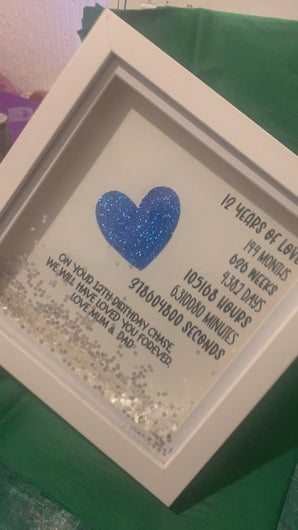 12 YEARS OF LOVE
144 MONTHS
626 WEEKS
4382 DAYS
105168 HOURS
6310080 MINUTES
378604800 SECONDS
ON YOUR 12TH BIRTHDAY CHASE
WE WILL HAVE LOVED YOU FOREVER.
LOVE MUM & DAD